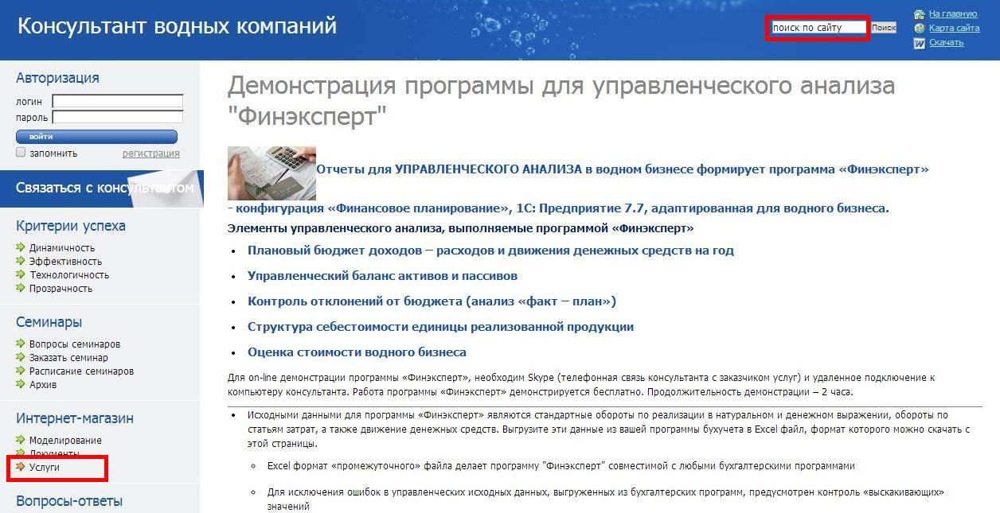 Консультант водных компаний
поиск по сайту
Поиск
На главную
Карта сайта
Скачать
Авторизация
логин
пароль
войти
запомнить
регистрация
Связаться с консультантом
Критерии успеха
Динамичность
Эффективность
Технологичность
Прозрачность
Семинары
Вопросы семинаров
Заказать семинар
Расписание семинаров
Архив
Интернет-магазин
Моделирование
Документы
Услуги
Вопросы-ответы
Демонстрация программы для управленческого анализа
"Финэксперт"
Отчеты для УПРАВЛЕНЧЕСКОГО АНАЛИЗА в водном бизнесе формирует программа «Финэксперт»
- конфигурация «Финансовое планирование», 1С: Предприятие 7.7, адаптированная для водного бизнеса.
Элементы управленческого анализа, выполняемые программой «Финэксперт»
• Плановый бюджет доходов – расходов и движения денежных средств на год
• Управленческий баланс активов и пассивов
• Контроль отклонений от бюджета (анализ «факт – план»)
• Структура себестоимости единицы реализованной продукции
• Оценка стоимости водного бизнеса
Для on-line демонстрации программы «Финэксперт», необходим Skype (телефонная связь консультанта с заказчиком услуг) и удаленное подключение к
компьютеру консультанта. Работа программы «Финэксперт» демонстрируется бесплатно. Продолжительность демонстрации – 2 часа.
• Исходными данными для программы «Финэксперт» являются стандартные обороты по реализации в натуральном и денежном выражении, обороты по
статьям затрат, а также движение денежных средств. Выгрузите эти данные из вашей программы бухучета в Excel файл, формат которого можно скачать с
этой страницы.
◦ Excel формат «промежуточного» файла делает программу "Финэксперт" совместимой с любыми бухгалтерскими программами
◦ Для исключения ошибок в управленческих исходных данных, выгруженных из бухгалтерских программ, предусмотрен контроль «выскакивающих»
значений